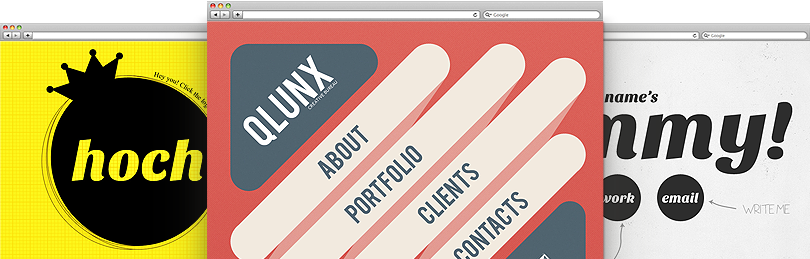 Google
Hey you! Click the
hoch
Google
QLUNX
CREATIVE BUREAU
ABOUT
PORTFOLIO
CLIENTS
CONTACTS
Google
name's
mmy!
work
email
WRITE ME